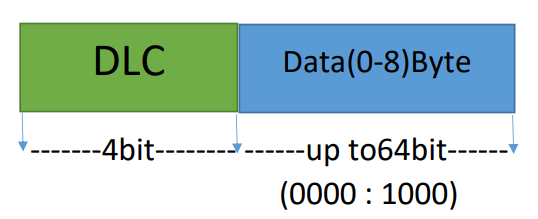 DLC
Data(0-8)Byte
-------4bit-------- ------up to64bit------
(0000 : 1000)